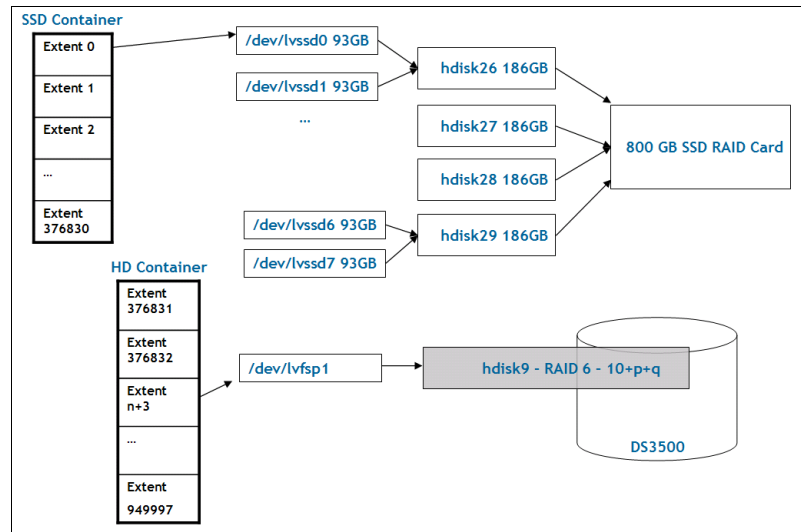 SSD Container
Extent 0
Extent 1
Extent 2
...
Extent
376830
/dev/lvssd0 93GB
/dev/lvssd1 93GB
...
/dev/lvssd6 93GB
/dev/lvssd7 93GB
hdisk26 186GB
hdisk27 186GB
hdisk28 186GB
hdisk29 186GB
800 GB SSD RAID Card
HD Container
Extent
376831
Extent
376832
Extent
n+3
...
Extent
949997
/dev/lvfsp1
hdisk9 - RAID 6 - 10+p+q
DS3500